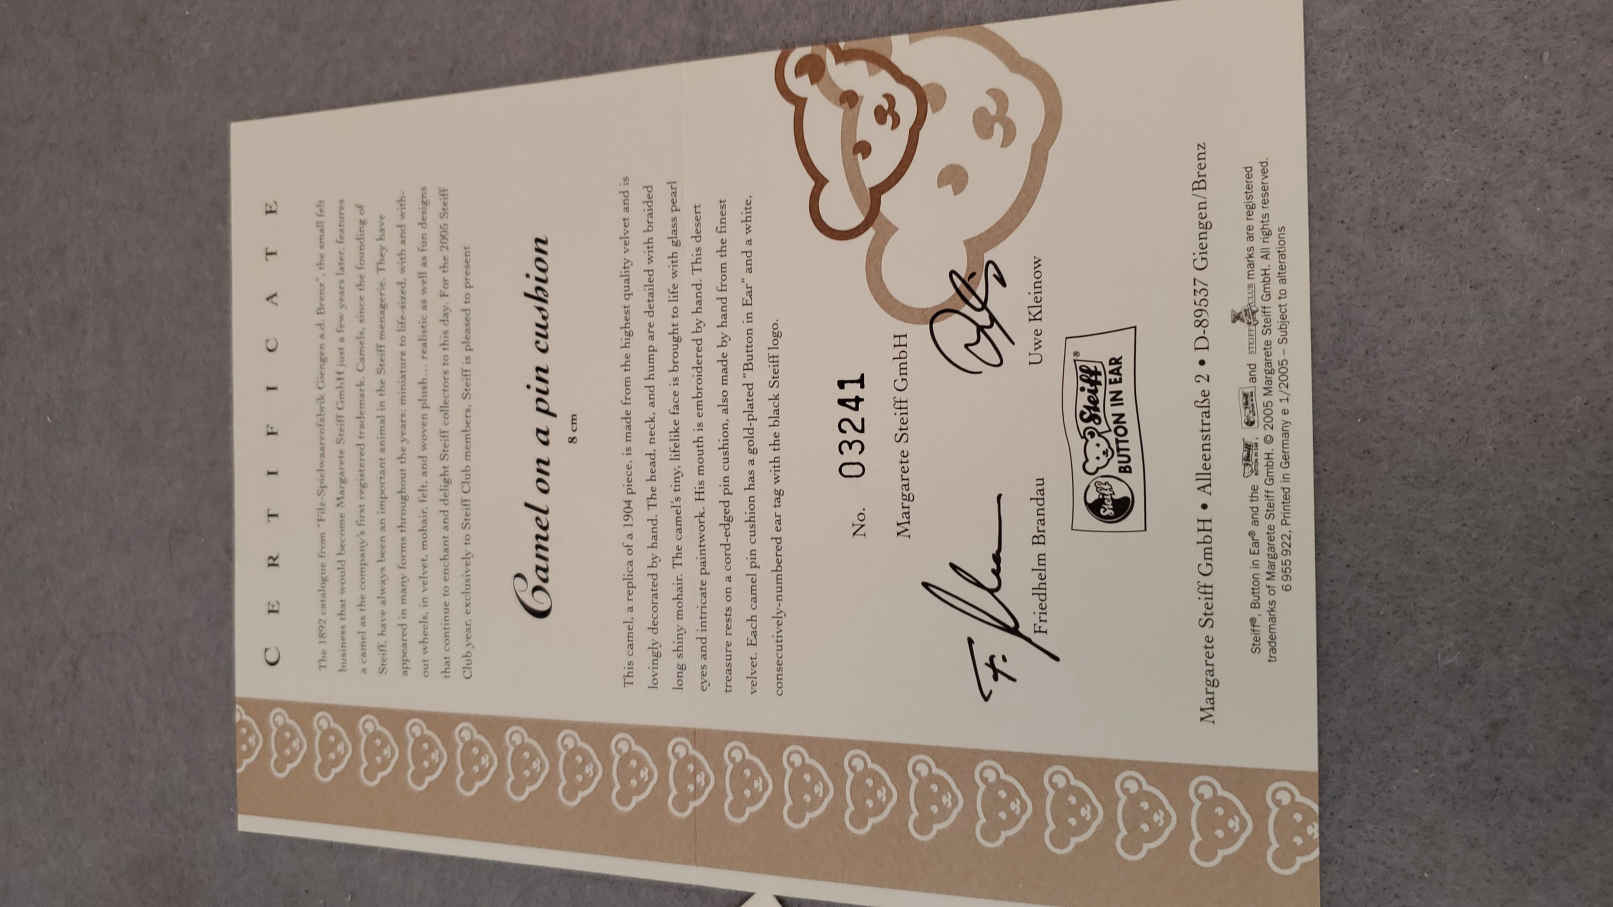 CERTIFICATE
The 1892 catalogue from "Filz-Spielwarenfabrik Giengen a.d. Brenz", the small felt
business that would become Margarete Steiff GmbH just a few years later, features
a camel as the company's first registered trademark. Camels, since the founding of
Steiff, have always been an important animal in the Steiff menagerie. They have
appeared in many forms throughout the years: miniature to life-sized, with and with-
out wheels, in velvet, mohair, felt, and woven plush... realistic as well as fun designs
that continue to enchant and delight Steiff collectors to this day. For the 2005 Steiff
Club year, exclusively to Steiff Club members, Steiff is pleased to present
Camel on a pin cushion
8 cm
This camel, a replica of a 1904 piece, is made from the highest quality velvet and is
lovingly decorated by hand. The head, neck, and hump are detailed with braided
long shiny mohair. The camel's tiny, lifelike face is brought to life with glass pearl
eyes and intricate paintwork. His mouth is embroidered by hand. This desert
treasure rests on a cord-edged pin cushion, also made by hand from the finest
velvet. Each camel pin cushion has a gold-plated "Button in Ear" and a white,
consecutively-numbered ear tag with the black Steiff logo.
No. 03241
Margarete Steiff GmbH
Friedhelm Brandau Uwe Kleinow
Steiff Steiff®
BUTTON IN EAR
Margarete Steiff GmbH • Alleenstraße 2 • D-89537 Giengen/Brenz
Steiff®, Button in Ear® and the Steiff, Steiff and STEIFF CLUB marks are registered
trademarks of Margarete Steiff GmbH. © 2005 Margarete Steiff GmbH. All rights reserved.
6 955 922. Printed in Germany e 1/2005 – Subject to alterations